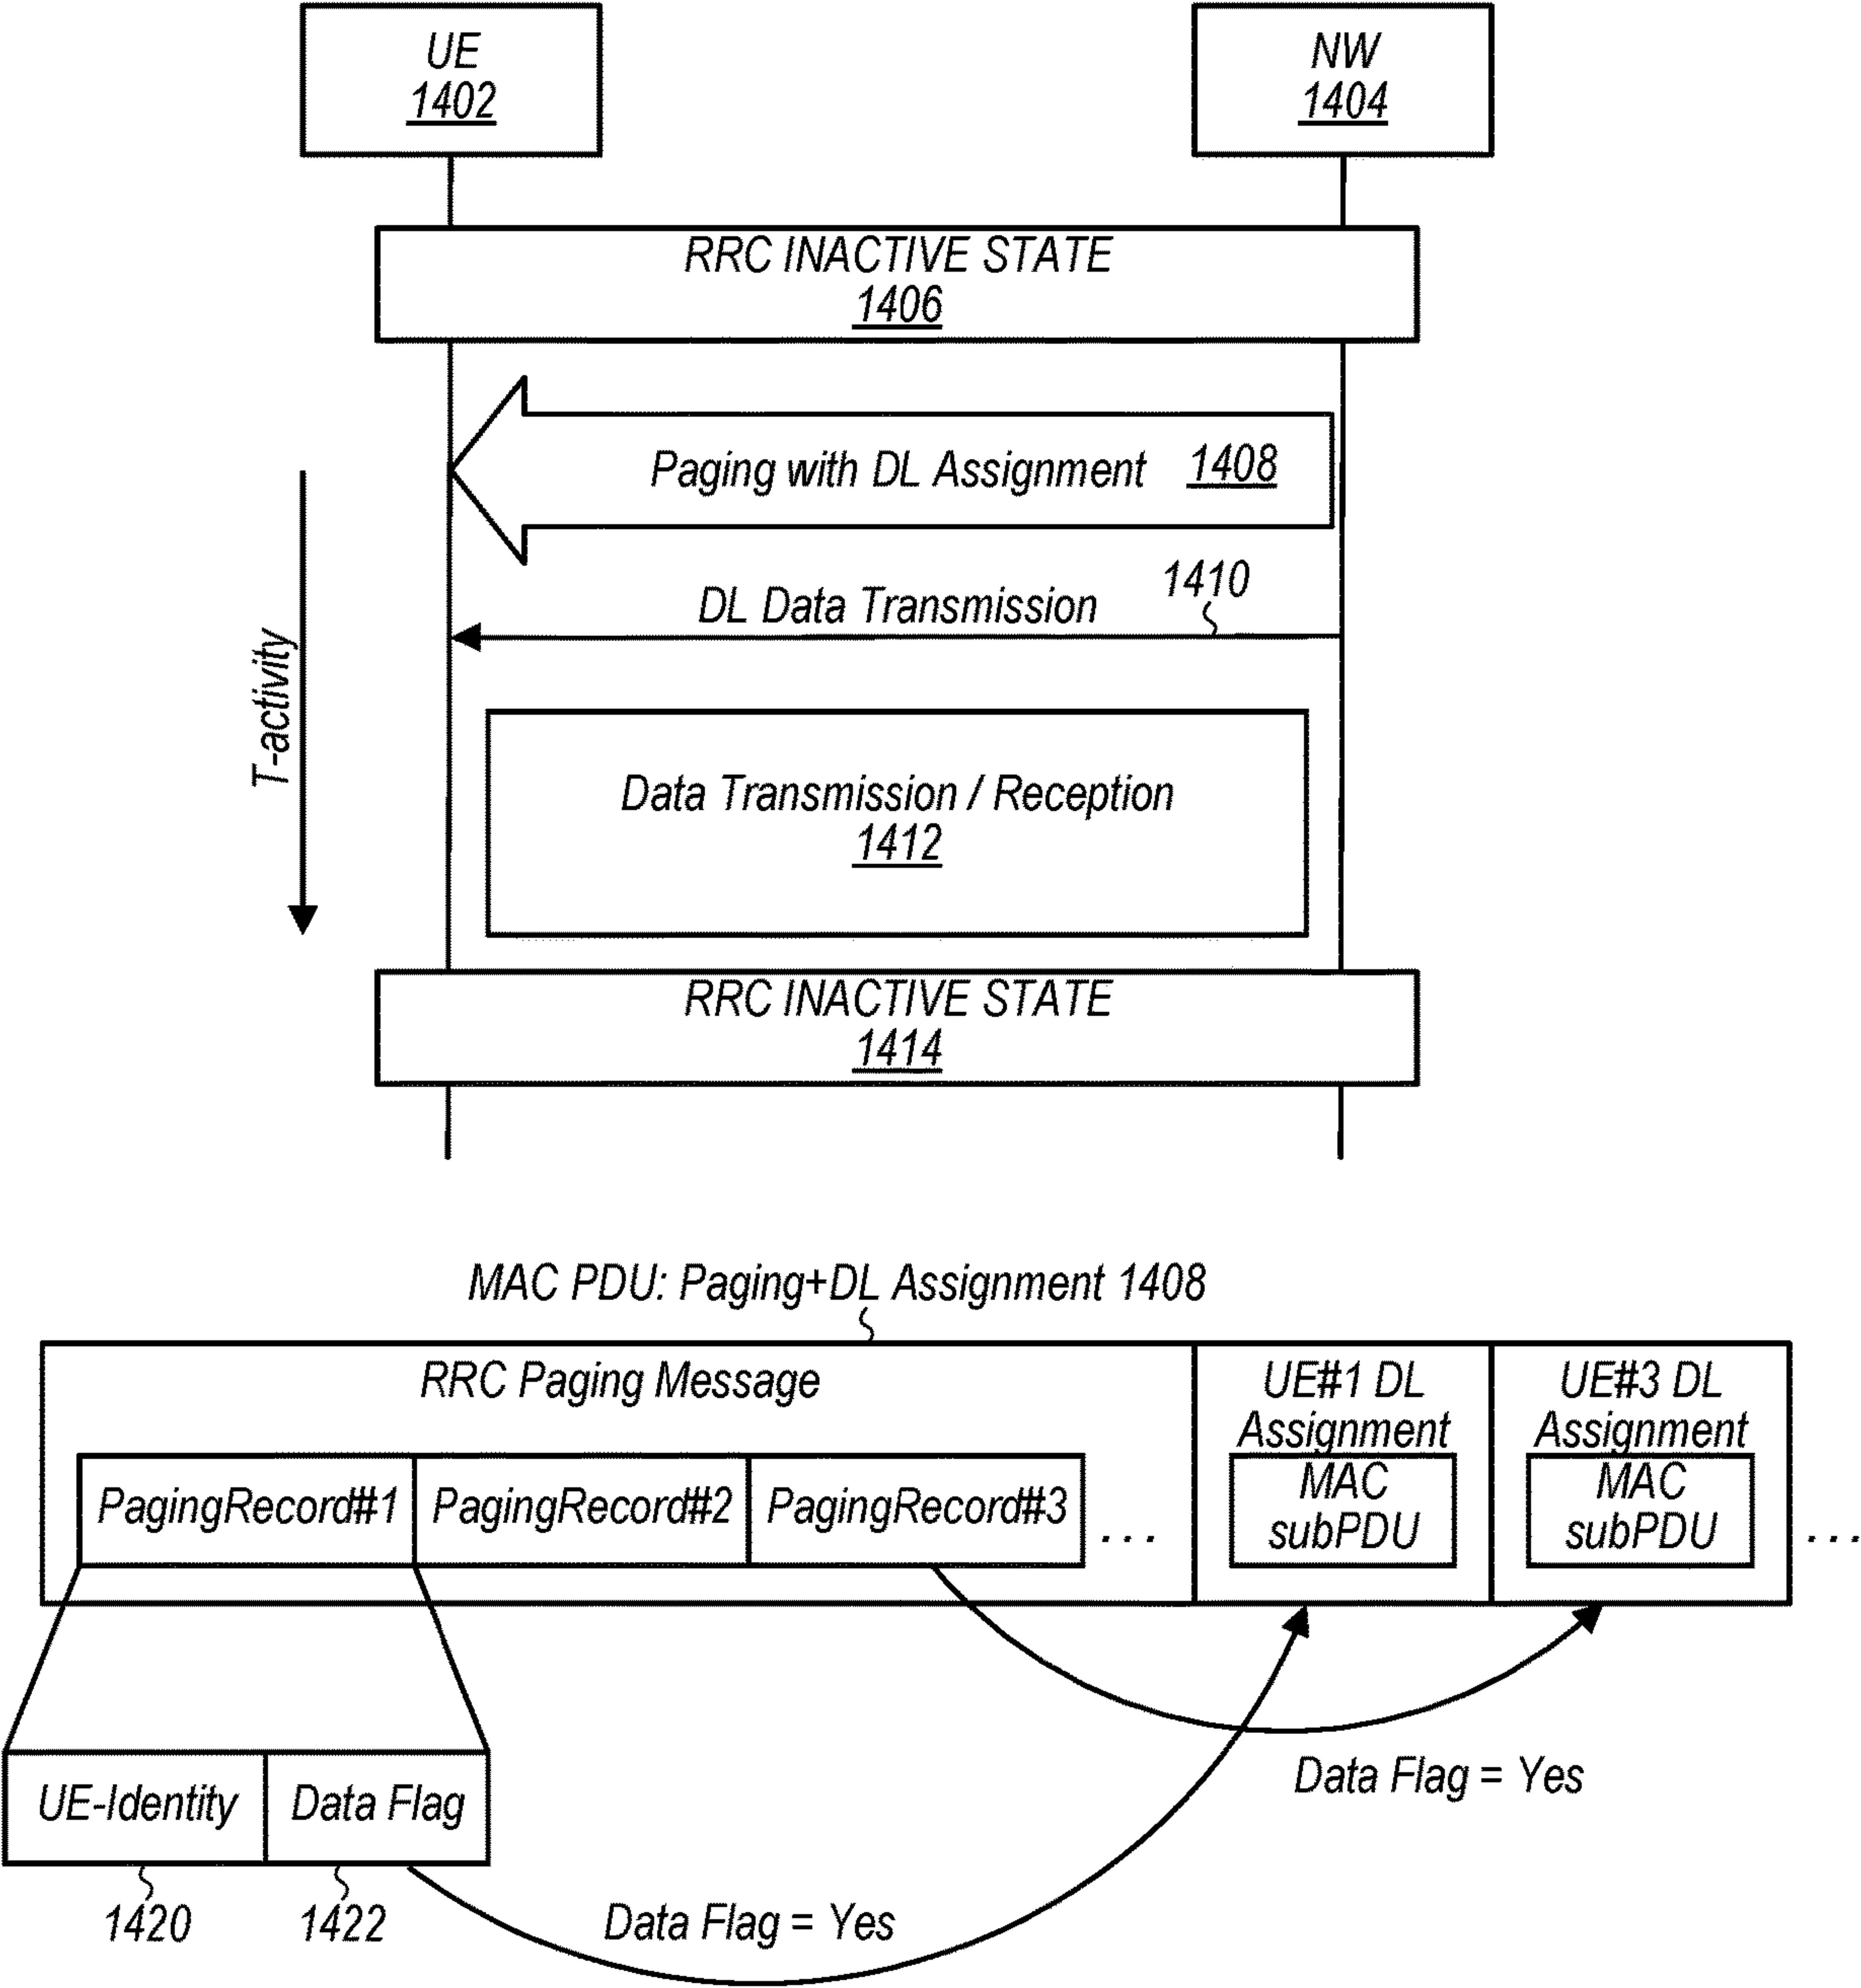 UE
1402
NW
1404
RRC INACTIVE STATE
1406
Paging with DL Assignment 1408
1410
DL Data Transmission
T-activity
Data Transmission / Reception
1412
RRC INACTIVE STATE
1414
MAC PDU: Paging+DL Assignment 1408
RRC Paging Message
UE#1 DL
Assignment
UE#3 DL
Assignment
PagingRecord#1
PagingRecord#2
PagingRecord#3
...
MAC
subPDU
MAC
subPDU
...
UE-Identity
Data Flag
Data Flag = Yes
1420
1422
Data Flag = Yes